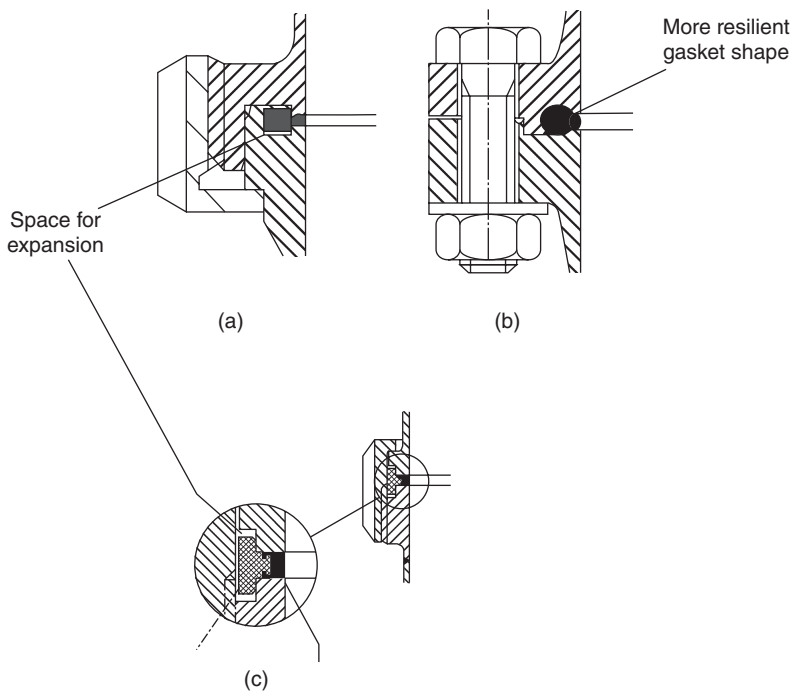 More resilient
gasket shape
Space for
expansion
(a)
(b)
(c)